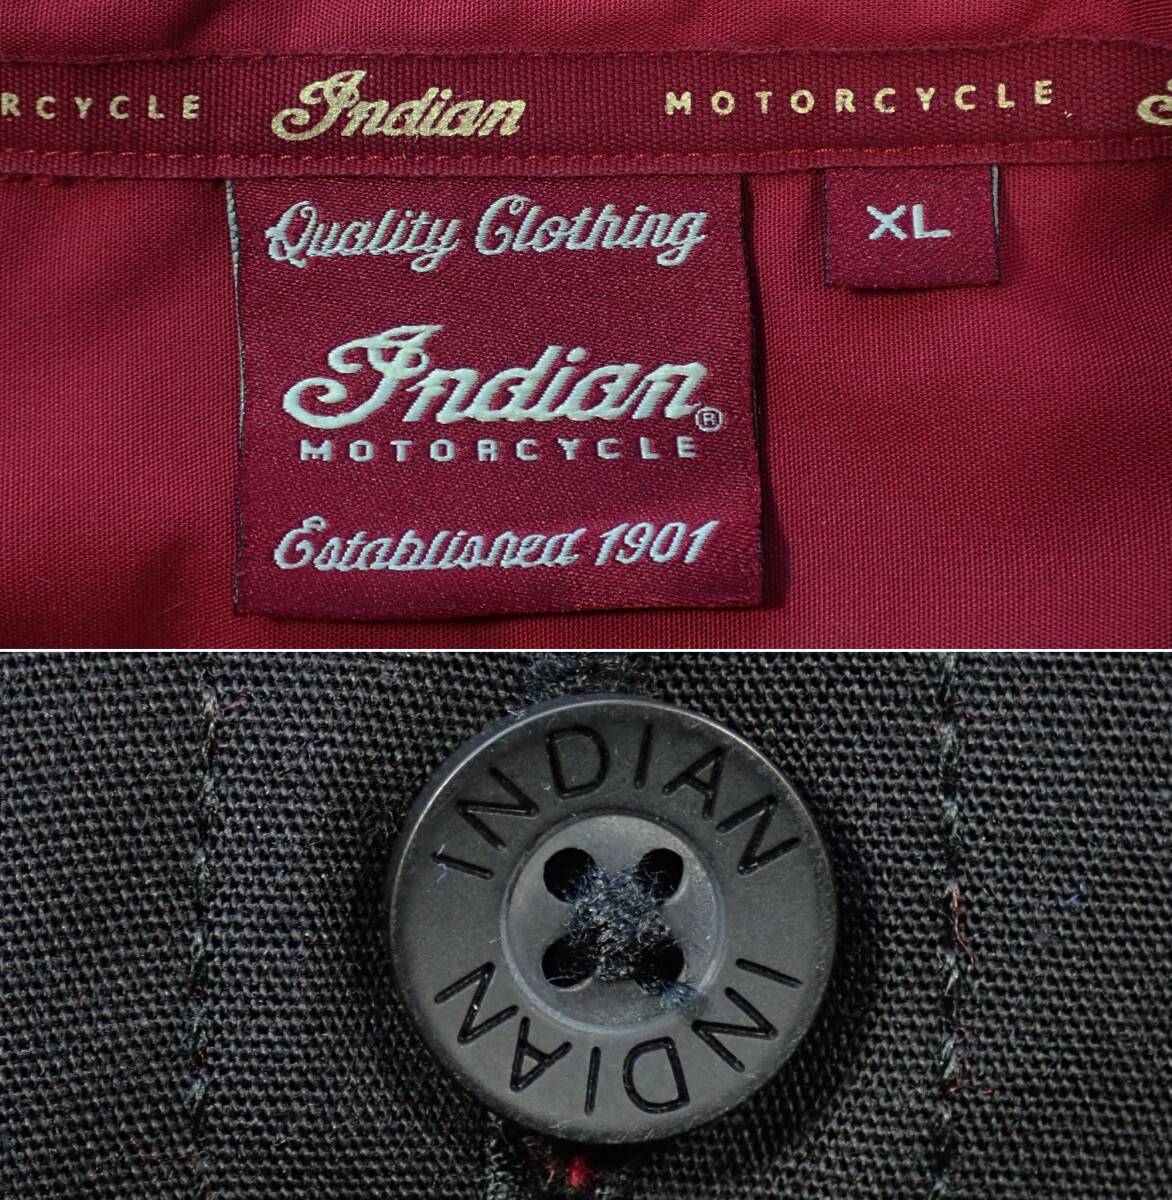 RCYCLE Indian MOTORCYCLE
Quality Clothing
XL
Indian®
MOTORCYCLE
Established 1901
INDIAN
INDIAN